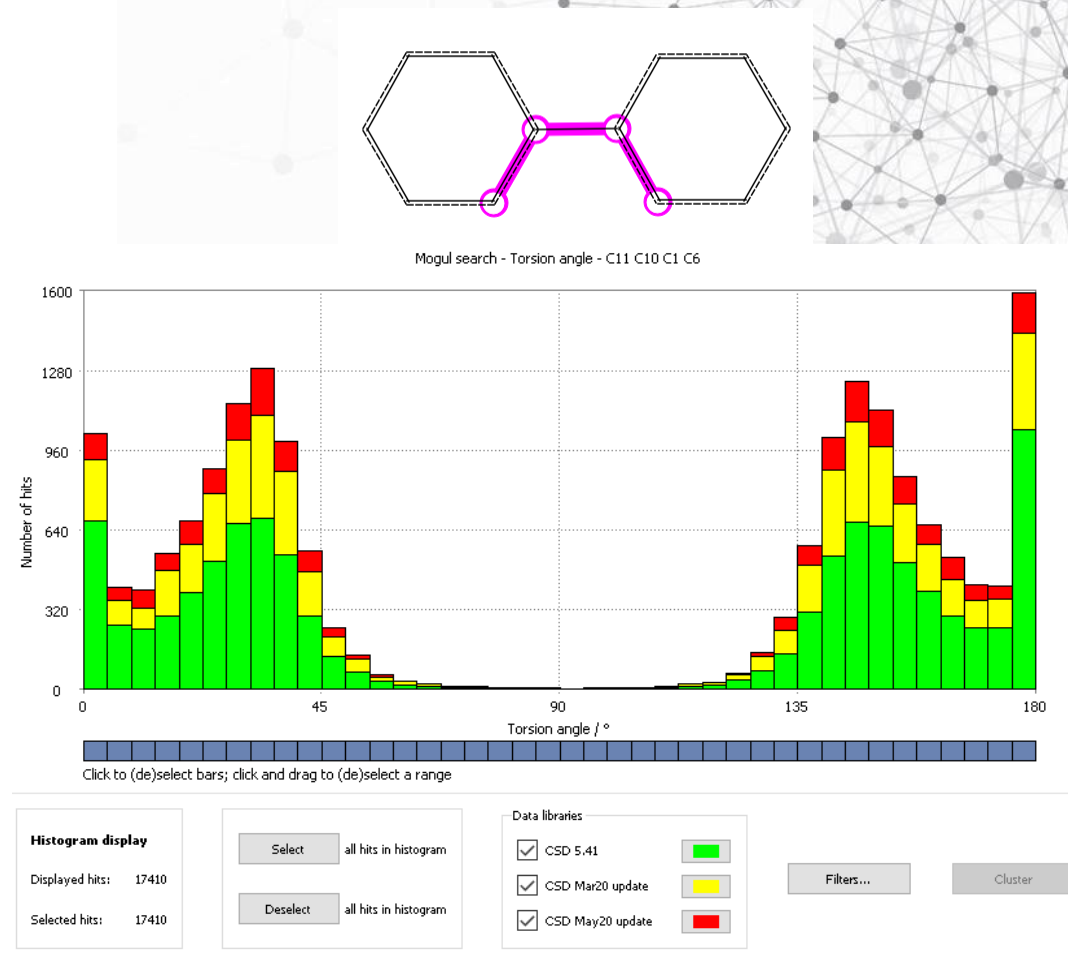 Mogul search - Torsion angle - C11 C10 C1 C6
1600
1280
960
640
320
0
Number of hits
0 45 90 135 180
Torsion angle / °
Click to (de)select bars; click and drag to (de)select a range
Histogram display
Displayed hits: 17410
Selected hits: 17410
Select all hits in histogram
Deselect all hits in histogram
Data libraries
CSD 5.41
CSD Mar20 update
CSD May20 update
Filters...
Cluster